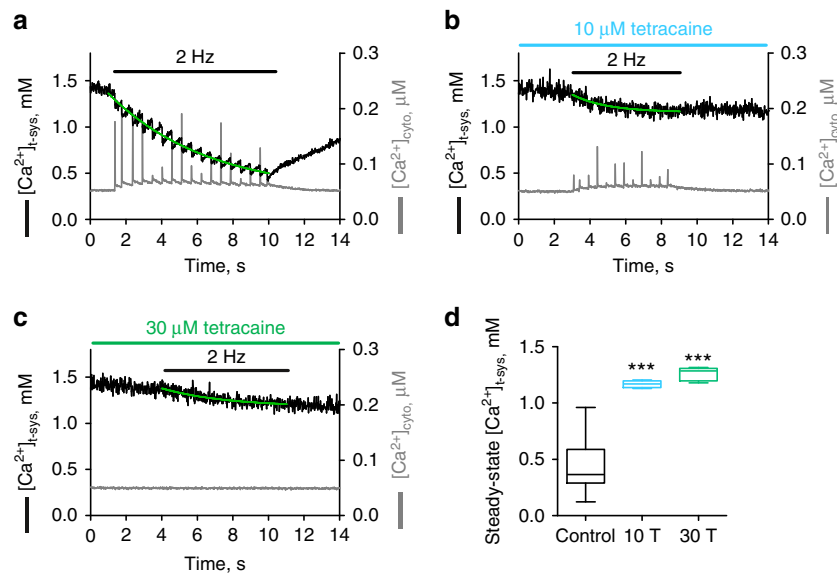 a
2 Hz
[Ca2+]t-sys, mM
1.5
1.0
0.5
0.0
0.3
0.2
0.1
0.0
[Ca2+]cyto, μM
0 2 4 6 8 10 12 14
Time, s
b
10 μM tetracaine
2 Hz
[Ca2+]t-sys, mM
1.5
1.0
0.5
0.0
0.3
0.2
0.1
0.0
[Ca2+]cyto, μM
0 2 4 6 8 10 12 14
Time, s
c
30 μM tetracaine
2 Hz
[Ca2+]t-sys, mM
1.5
1.0
0.5
0.0
0.3
0.2
0.1
0.0
[Ca2+]cyto, μM
0 2 4 6 8 10 12 14
Time, s
d
Steady-state [Ca2+]t-sys, mM
1.5
1.0
0.5
0.0
*** ***
Control 10 T 30 T